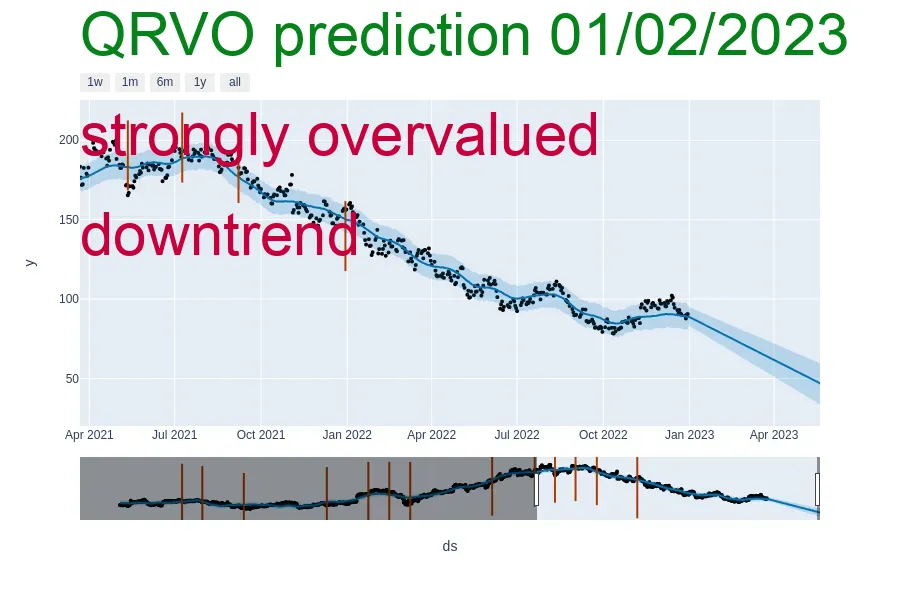 QRVO prediction 01/02/2023
1w 1m 6m 1y all
strongly overvalued
200
150
downtrend
y
100
50
Apr 2021 Jul 2021 Oct 2021 Jan 2022 Apr 2022 Jul 2022 Oct 2022 Jan 2023 Apr 2023
ds